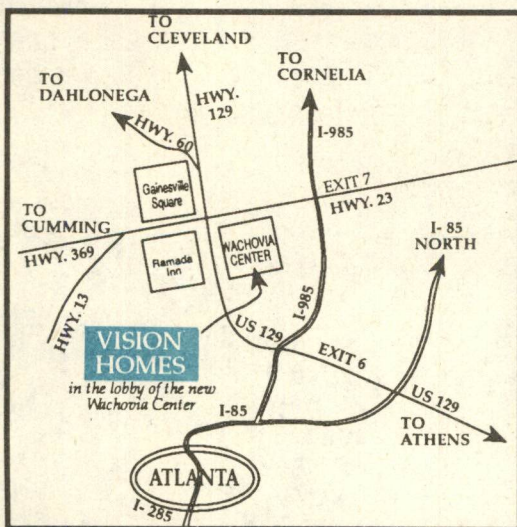 TO
CLEVELAND
TO
CORNELIA
TO
DAHLONEGA
HWY.
129
I-985
HWY. 60
Gainesville
Square
EXIT 7
HWY. 23
TO
CUMMING
WACHOVIA
CENTER
I-85
NORTH
HWY. 369
Ramada
Inn
I-985
HWY. 13
US 129
VISION
HOMES
EXIT 6
in the lobby of the new
Wachovia Center
US 129
I-85
TO
ATHENS
ATLANTA
I-285